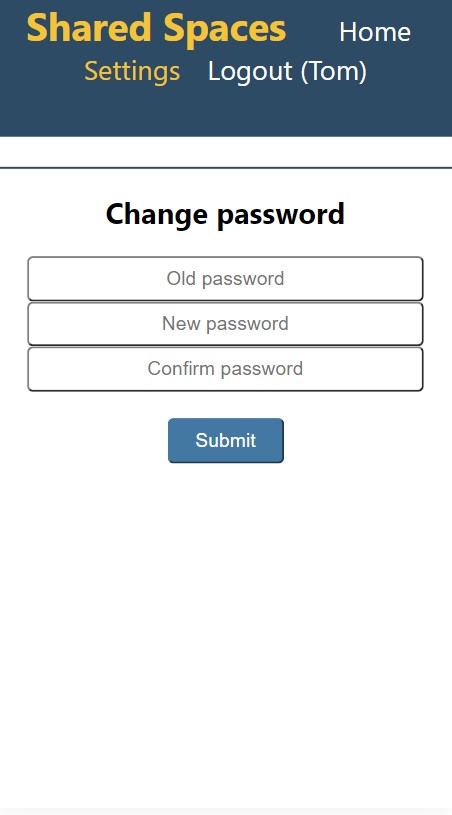 Shared Spaces Home
Settings Logout (Tom)
Change password
Old password
New password
Confirm password
Submit